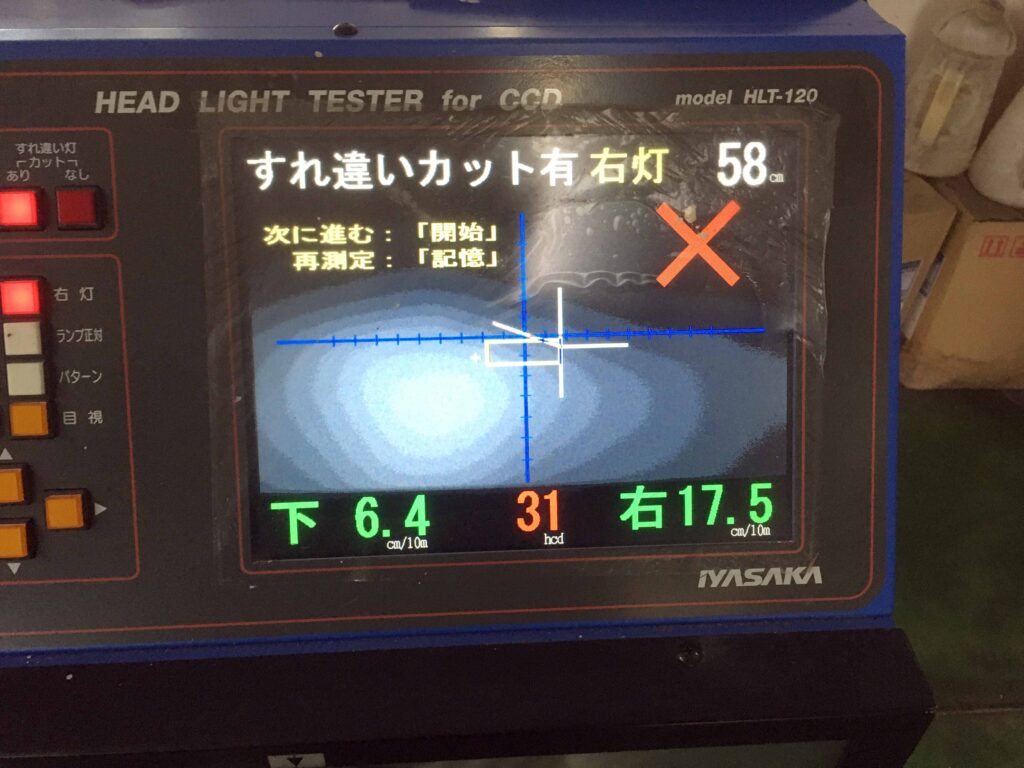 HEAD LIGHT TESTER for CCD
model HLT-120
すれ違い灯
┌カット┐
あり なし
右灯
ランプ正対
パターン
目視
すれ違いカット有 右灯 58cm
次に進む:「開始」
再測定:「記憶」
下 6.4 cm/10m
31 hcd
右17.5 cm/10m
IYASAKA